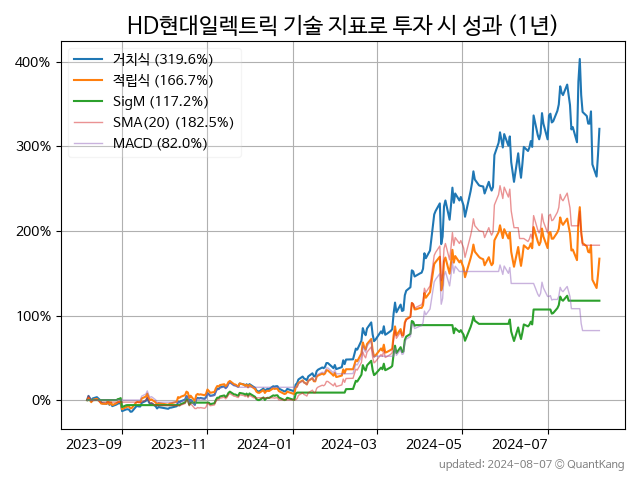 HD현대일렉트릭 기술 지표로 투자 시 성과 (1년)
400%
300%
200%
100%
0%
거치식 (319.6%)
적립식 (166.7%)
SigM (117.2%)
SMA(20) (182.5%)
MACD (82.0%)
2023-09 2023-11 2024-01 2024-03 2024-05 2024-07
updated: 2024-08-07 © QuantKang